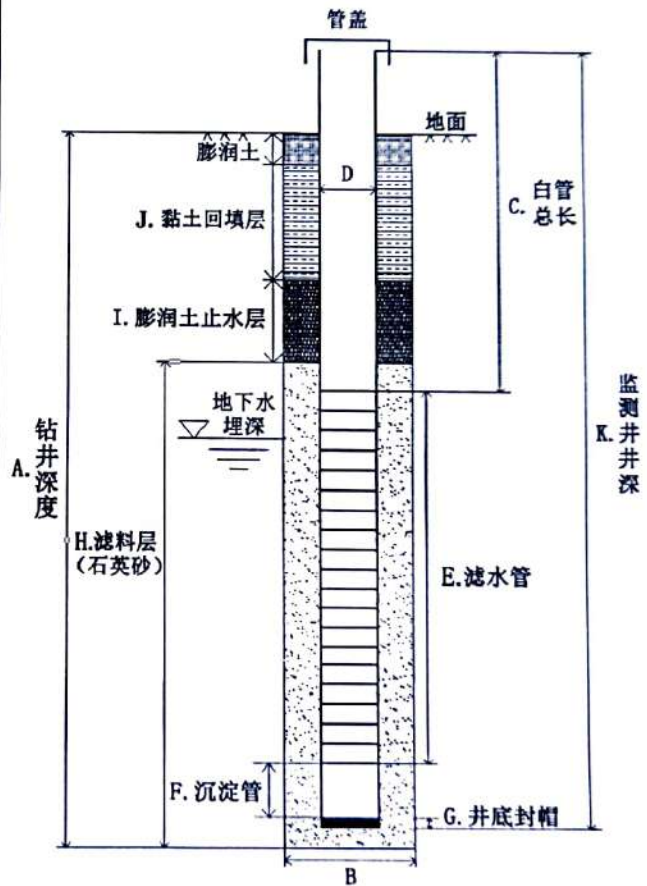 管盖
地面
膨润土
D
C. 白管
总长
J. 黏土回填层
I. 膨润土止水层
地下水
埋深
A. 钻井深度
K. 监测井井深
H.滤料层
(石英砂)
E.滤水管
F. 沉淀管
G. 井底封帽
B